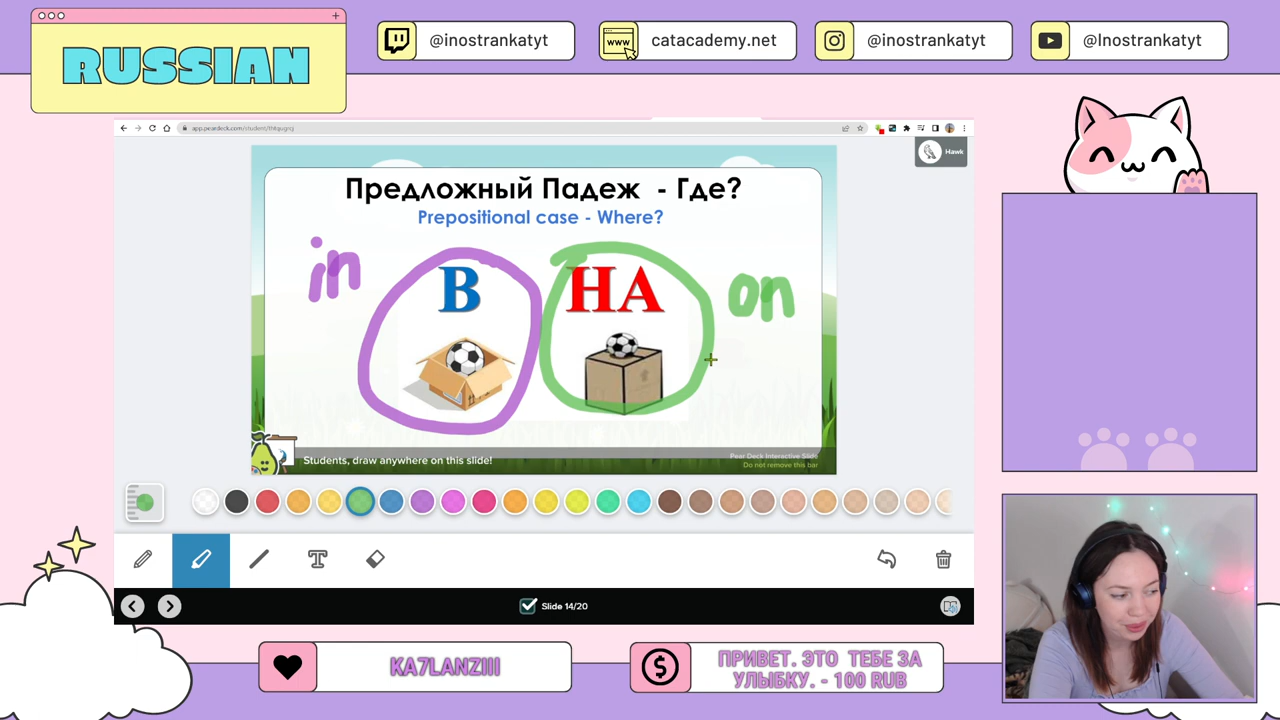 RUSSIAN
@inostrankatyt
catacademy.net
@inostrankatyt
@Inostrankatyt
www
Hawk
Предложный Падеж - Где?
Prepositional case - Where?
in
В
НА
on
Students, draw anywhere on this slide!
Pear Deck Interactive Slide
Do not remove this bar
T
Slide 14/20
KA7LANZIII
ПРИВЕТ. ЭТО ТЕБЕ ЗА
УЛЫБКУ. - 100 RUB